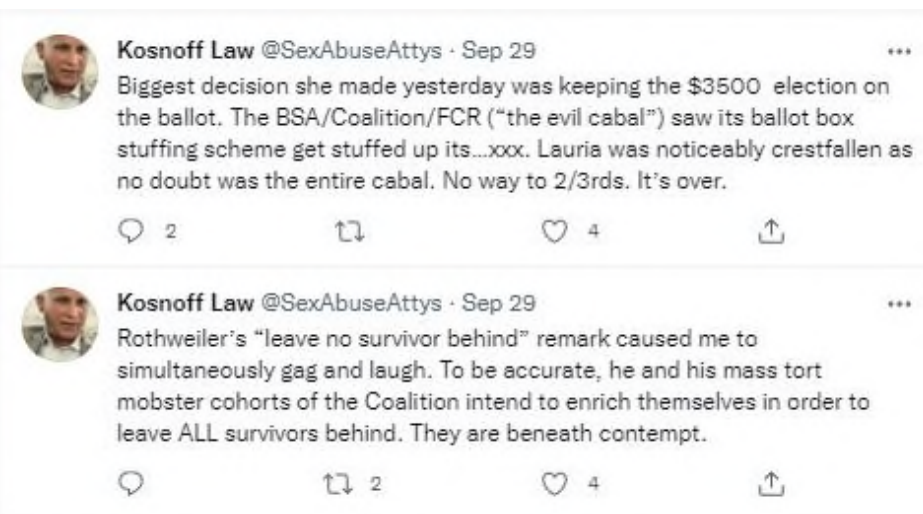 Kosnoff Law @SexAbuseAttys · Sep 29
Biggest decision she made yesterday was keeping the $3500 election on
the ballot. The BSA/Coalition/FCR (“the evil cabal”) saw its ballot box
stuffing scheme get stuffed up its...xxx. Lauria was noticeably crestfallen as
no doubt was the entire cabal. No way to 2/3rds. It’s over.
2 4
Kosnoff Law @SexAbuseAttys · Sep 29
Rothweiler’s “leave no survivor behind” remark caused me to
simultaneously gag and laugh. To be accurate, he and his mass tort
mobster cohorts of the Coalition intend to enrich themselves in order to
leave ALL survivors behind. They are beneath contempt.
2 4